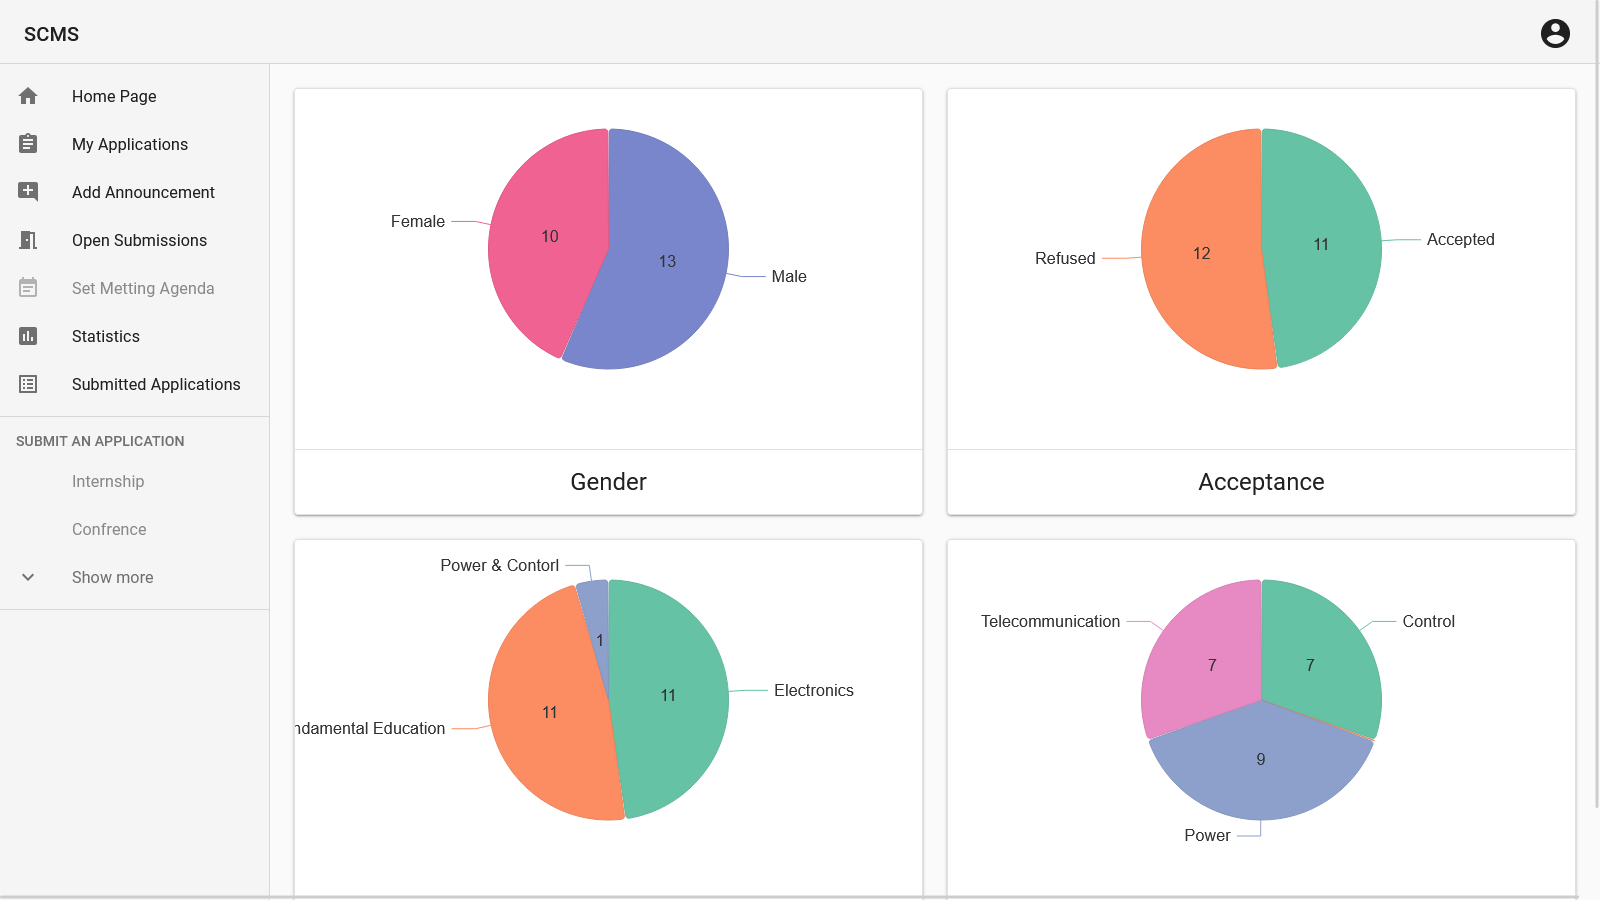 SCMS
Home Page
My Applications
Add Announcement
Open Submissions
Set Metting Agenda
Statistics
Submitted Applications
SUBMIT AN APPLICATION
Internship
Confrence
Show more
Female
10
13
Male
Gender
Refused
12
11
Accepted
Acceptance
Power & Contorl
1
11
Electronics
11
ndamental Education
Telecommunication
7
7
Control
9
Power